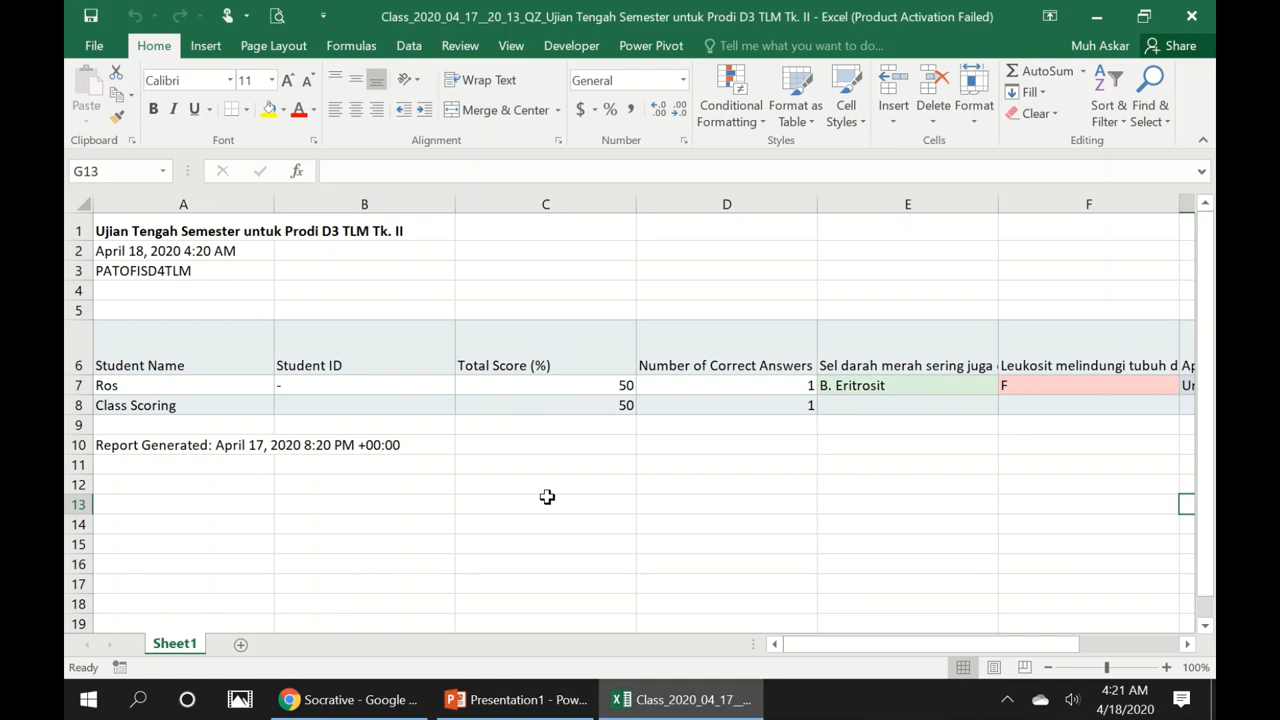 Class_2020_04_17__20_13_QZ_Ujian Tengah Semester untuk Prodi D3 TLM Tk. II - Excel (Product Activation Failed)
File Home Insert Page Layout Formulas Data Review View Developer Power Pivot Tell me what you want to do... Muh Askar Share
Paste Calibri 11 A A Wrap Text General Conditional Formatting Format as Table Cell Styles Insert Delete Format AutoSum Fill Clear Sort & Filter Find & Select
B I U A Merge & Center $ % ,
Clipboard Font Alignment Number Styles Cells Editing
G13 fx
A B C D E F
1 Ujian Tengah Semester untuk Prodi D3 TLM Tk. II
2 April 18, 2020 4:20 AM
3 PATOFISD4TLM
4
5
6 Student Name Student ID Total Score (%) Number of Correct Answers Sel darah merah sering juga Leukosit melindungi tubuh d Ap
7 Ros - 50 1 B. Eritrosit F Ur
8 Class Scoring 50 1
9
10 Report Generated: April 17, 2020 8:20 PM +00:00
11
12
13
14
15
16
17
18
19
Sheet1
Ready 100%
Socrative - Google ... Presentation1 - Pow... Class_2020_04_17__... 4:21 AM
4/18/2020